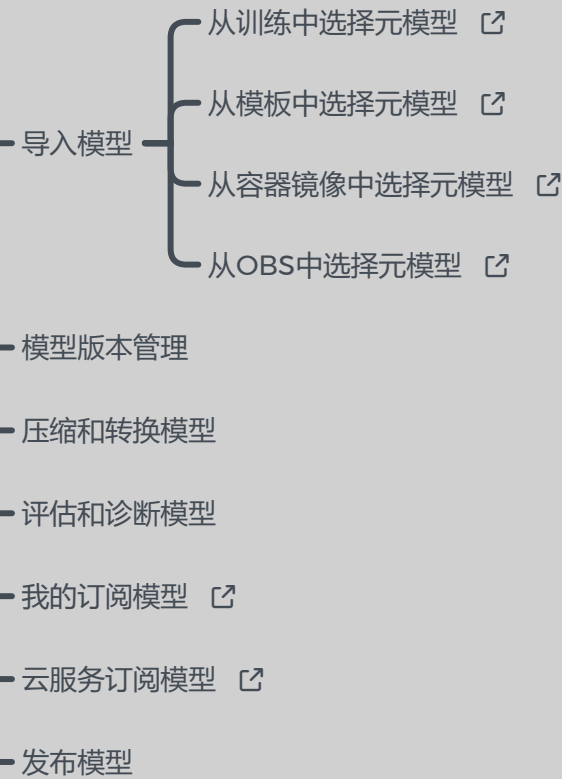 从训练中选择元模型
从模板中选择元模型
导入模型
从容器镜像中选择元模型
从OBS中选择元模型
模型版本管理
压缩和转换模型
评估和诊断模型
我的订阅模型
云服务订阅模型
发布模型